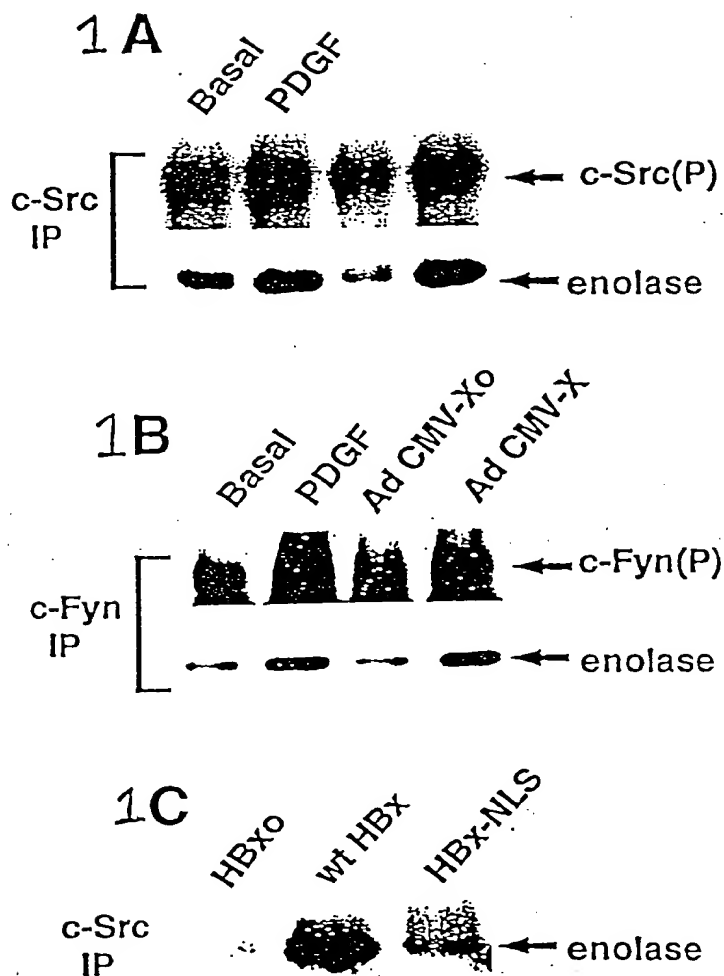 1A
Basal
PDGF
c-Src(P)
c-Src
IP
enolase
1B
Basal
PDGF
Ad CMV-Xo
Ad CMV-X
c-Fyn(P)
c-Fyn
IP
enolase
1C
HBxo
wt HBx
HBx-NLS
c-Src
IP
enolase